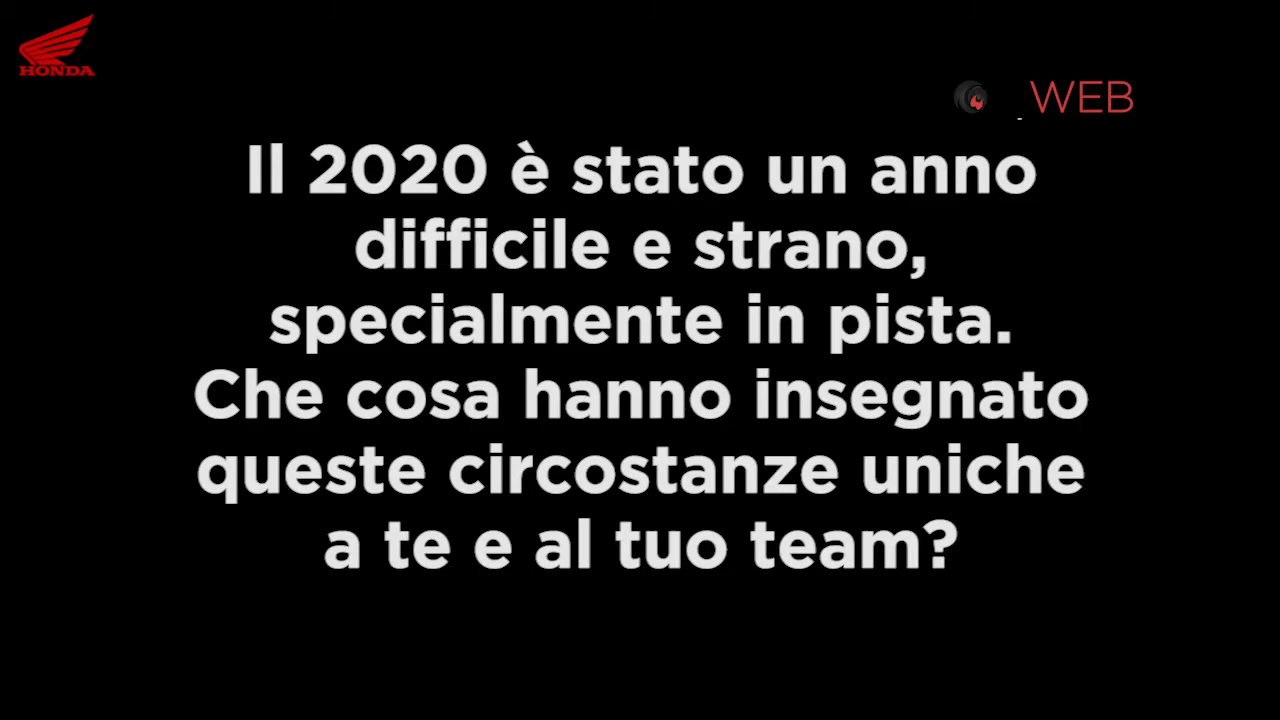 HONDA
WEB
Il 2020 è stato un anno
difficile e strano,
specialmente in pista.
Che cosa hanno insegnato
queste circostanze uniche
a te e al tuo team?